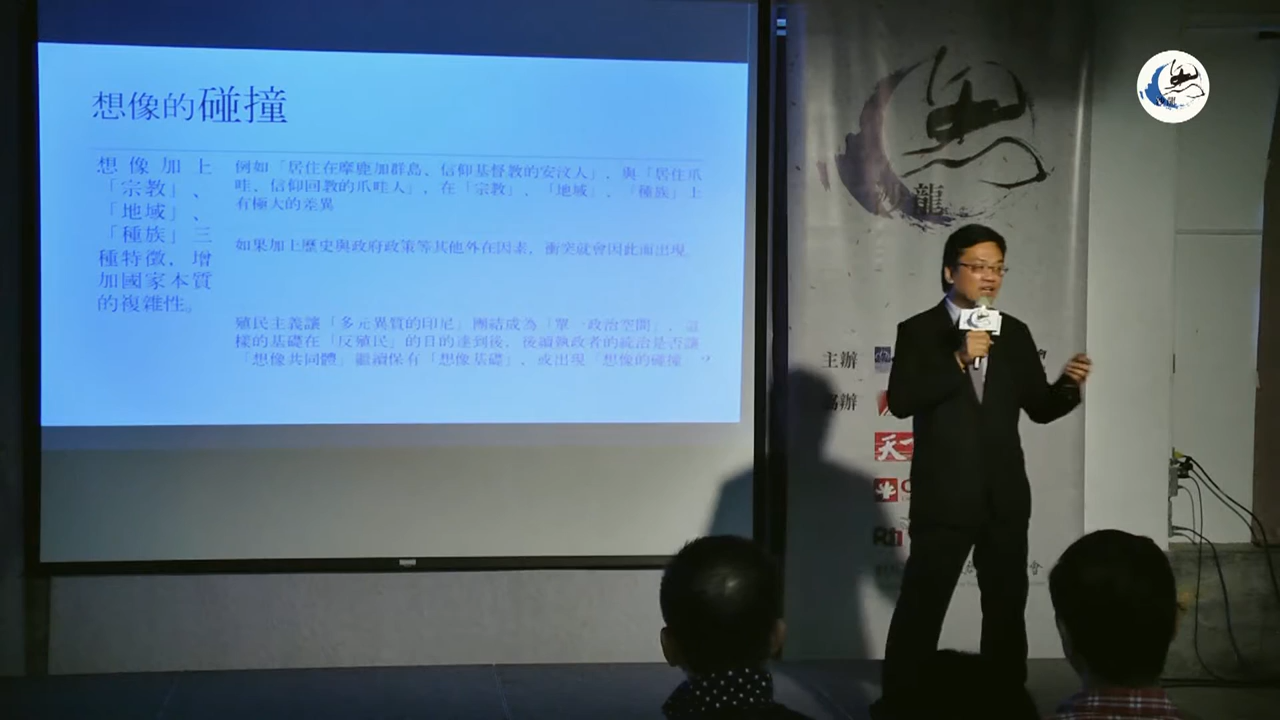 想像的碰撞
想像加上
「宗教」、
「地域」、
「種族」三
種特徵，增
加國家本質
的複雜性。
例如「居住在摩鹿加群島、信仰基督教的安汶人」，與「居住爪
哇、信仰回教的爪哇人」，在「宗教」、「地域」、「種族」上
有極大的差異
如果加上歷史與政府政策等其他外在因素，衝突就會因此而出現。
殖民主義讓「多元異質的印尼」團結成為「單一政治空間」，這
樣的基礎在「反殖民」的目的達到後，後續執政者的統治是否讓
「想像共同體」繼續保有「想像基礎」，或出現「想像的碰撞」？
龍
主辦
協辦
會
天
會